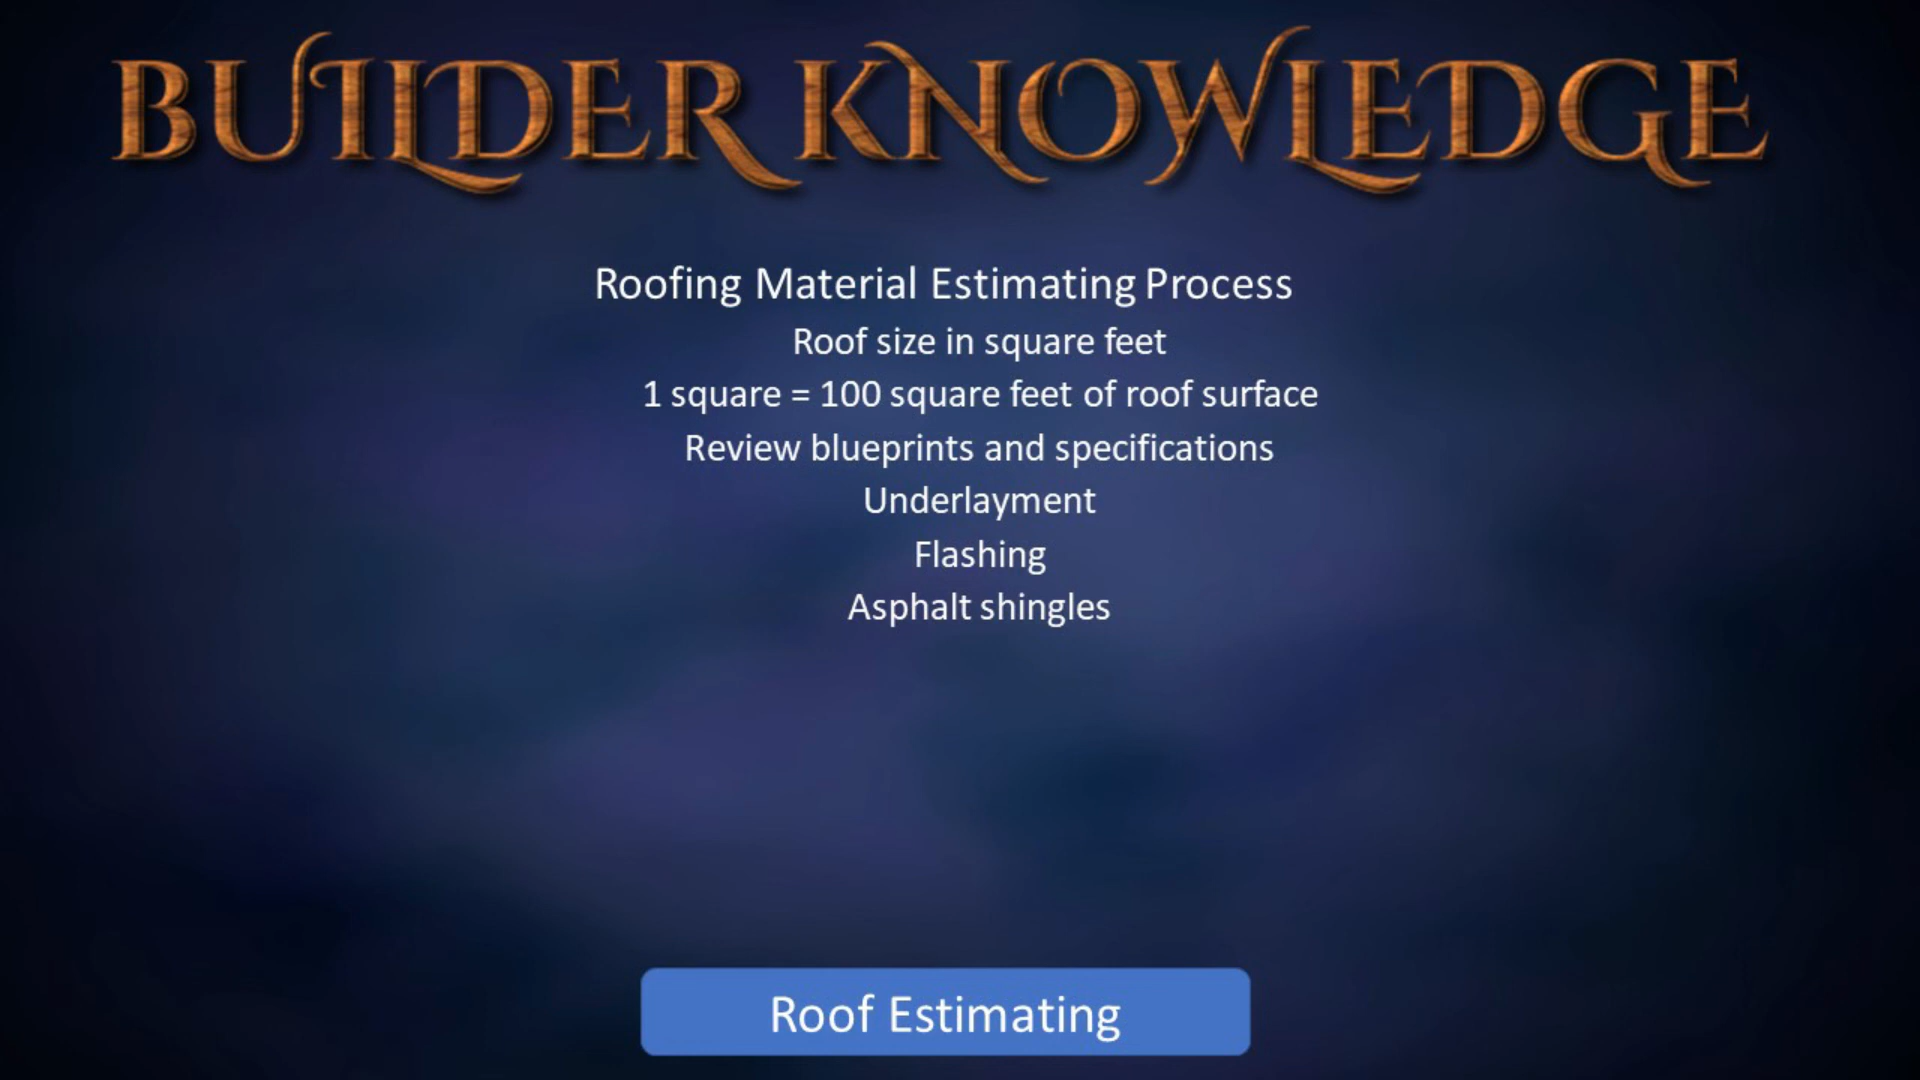 BUILDER KNOWLEDGE
Roofing Material Estimating Process
Roof size in square feet
1 square = 100 square feet of roof surface
Review blueprints and specifications
Underlayment
Flashing
Asphalt shingles
Roof Estimating